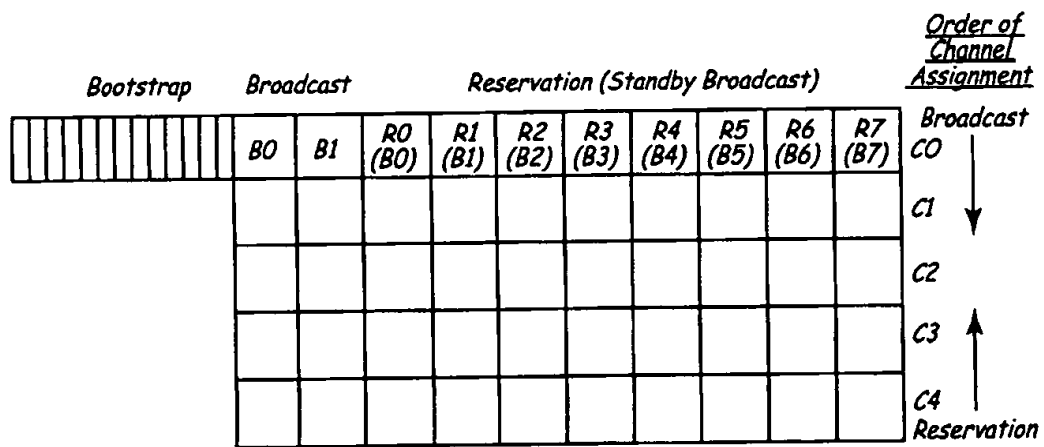 Order of
Channel
Assignment
Bootstrap Broadcast Reservation (Standby Broadcast)
Broadcast
B0 B1 R0 (B0) R1 (B1) R2 (B2) R3 (B3) R4 (B4) R5 (B5) R6 (B6) R7 (B7) C0
C1
C2
C3
C4
Reservation